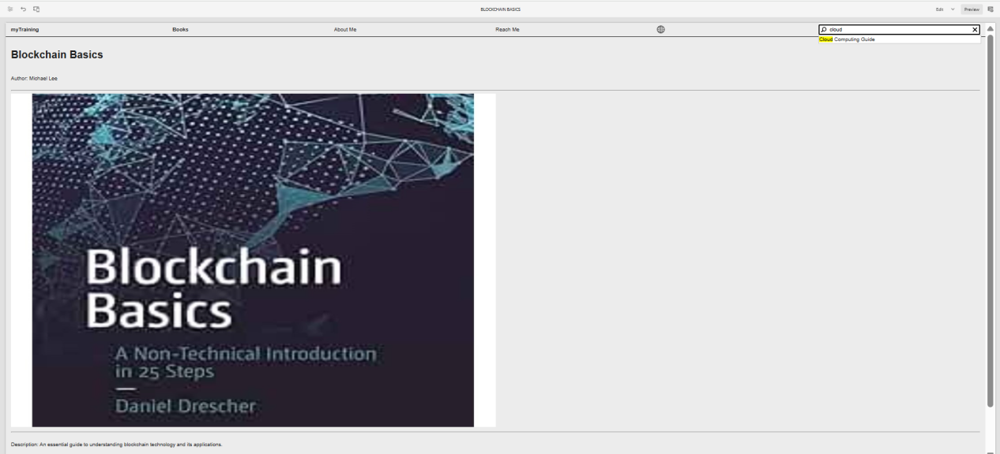 BLOCKCHAIN BASICS
Edit
Preview
myTraining
Books
About Me
Reach Me
cloud
Cloud Computing Guide
Blockchain Basics
Author: Michael Lee
Blockchain
Basics
A Non-Technical Introduction
in 25 Steps
Daniel Drescher
Description: An essential guide to understanding blockchain technology and its applications.